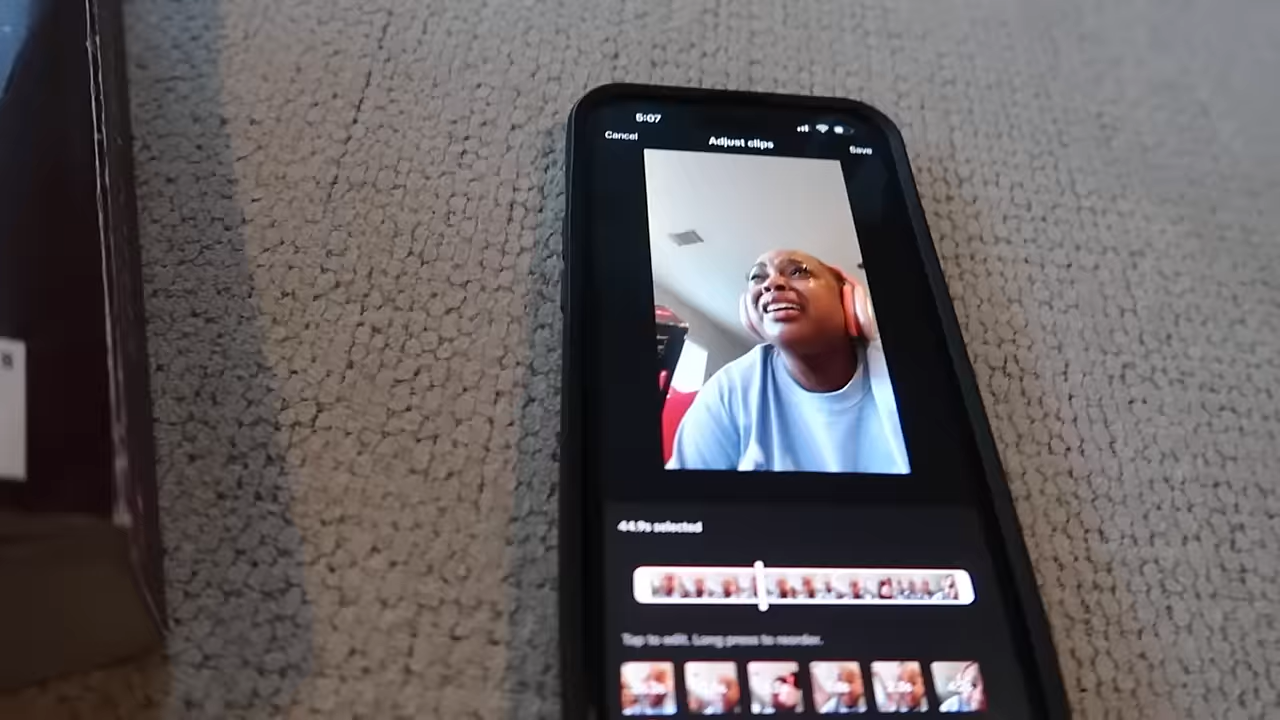 5:07
Cancel
Adjust clips
Save
44.9s selected
Tap to edit. Long press to reorder.